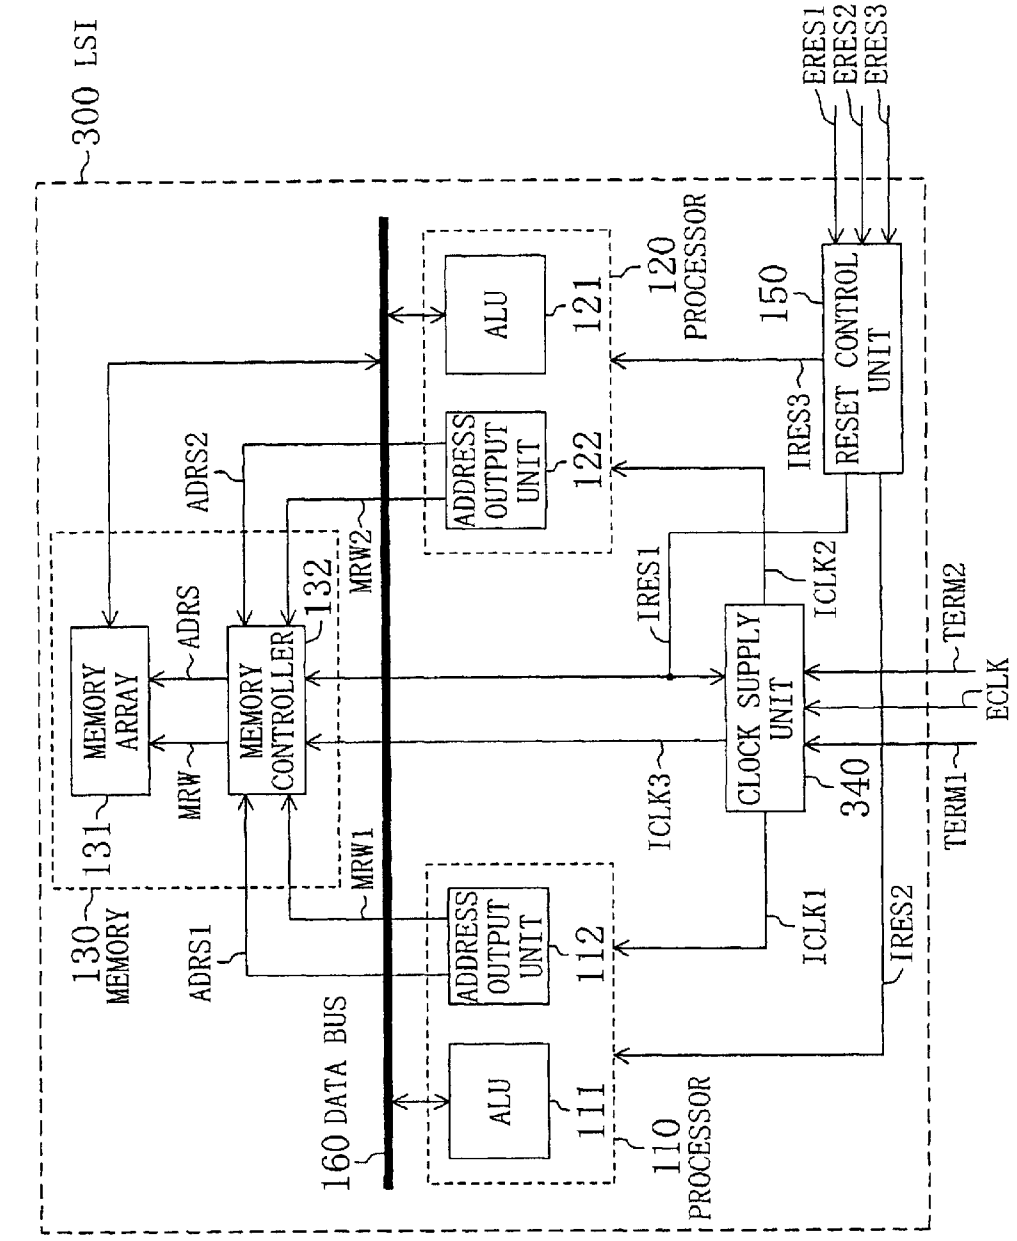 300 LSI
130
MEMORY
131
MEMORY
ARRAY
MRW
ADRS
MEMORY
CONTROLLER
132
ADRS1
MRW1
ADRS2
MRW2
160 DATA BUS
ALU
111
ADDRESS
OUTPUT
UNIT
112
110
PROCESSOR
ADDRESS
OUTPUT
UNIT
122
ALU
121
120
PROCESSOR
ICLK3
IRES1
CLOCK SUPPLY
UNIT
340
ICLK1
ICLK2
IRES3
150
RESET CONTROL
UNIT
IRES2
TERM1
ECLK
TERM2
ERES1
ERES2
ERES3